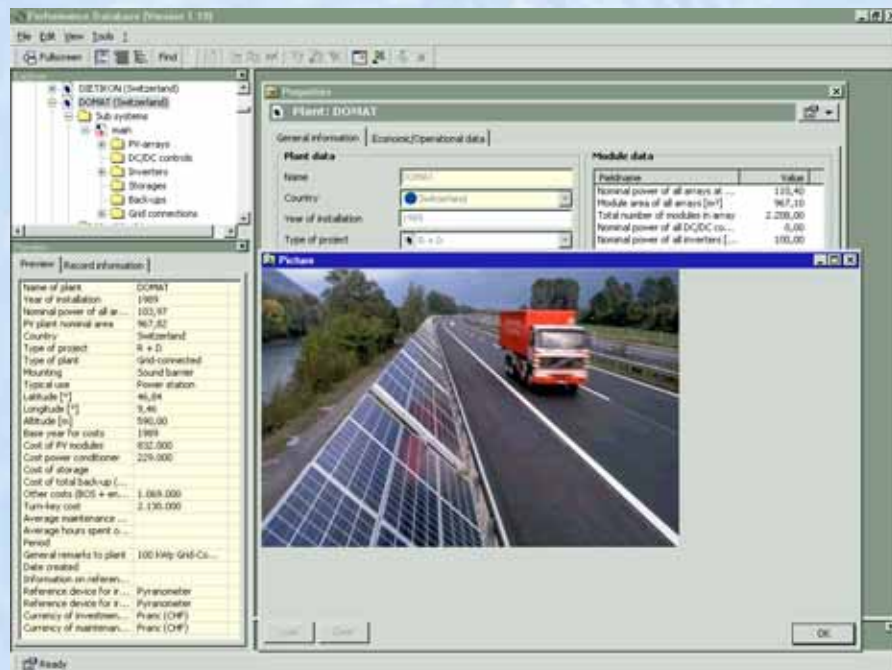 Performance Database (Version 1.19)
File Edit View Tools ?
Fullscreen Find
Explorer
DIETIKON (Switzerland)
DOMAT (Switzerland)
Sub systems
main
PV-arrays
DC/DC controls
Inverters
Storages
Back-ups
Grid connections
Properties
Plant: DOMAT
General information Economic/Operational data
Plant data
Name DOMAT
Country Switzerland
Year of installation 1989
Type of project R + D
Module data
Fieldname Value
Nominal power of all arrays at ... 110,40
Module area of all arrays [m²] 967,10
Total number of modules in array 2.208,00
Nominal power of all DC/DC co... 0,00
Nominal power of all inverters [... 100,00
Preview
Preview Record information
Name of plant DOMAT
Year of installation 1989
Nominal power of all ar... 103,97
PV plant nominal area 967,82
Country Switzerland
Type of project R + D
Type of plant Grid-connected
Mounting Sound barrier
Typical use Power station
Latitude [°] 46,84
Longitude [°] 9,46
Altitude [m] 590,00
Base year for costs 1989
Cost of PV modules 832.000
Cost power conditioner 229.000
Cost of storage
Cost of total back-up (...
Other costs (BOS + en... 1.069.000
Turn-key cost 2.130.000
Average maintenance ...
Average hours spent o...
Period
General remarks to plant 100 kWp Grid-Co...
Date created
Information on referen...
Reference device for ir... Pyranometer
Reference device for ir... Pyranometer
Currency of investmen... Franc (CHF)
Currency of maintenan... Franc (CHF)
Picture
OK
Ready